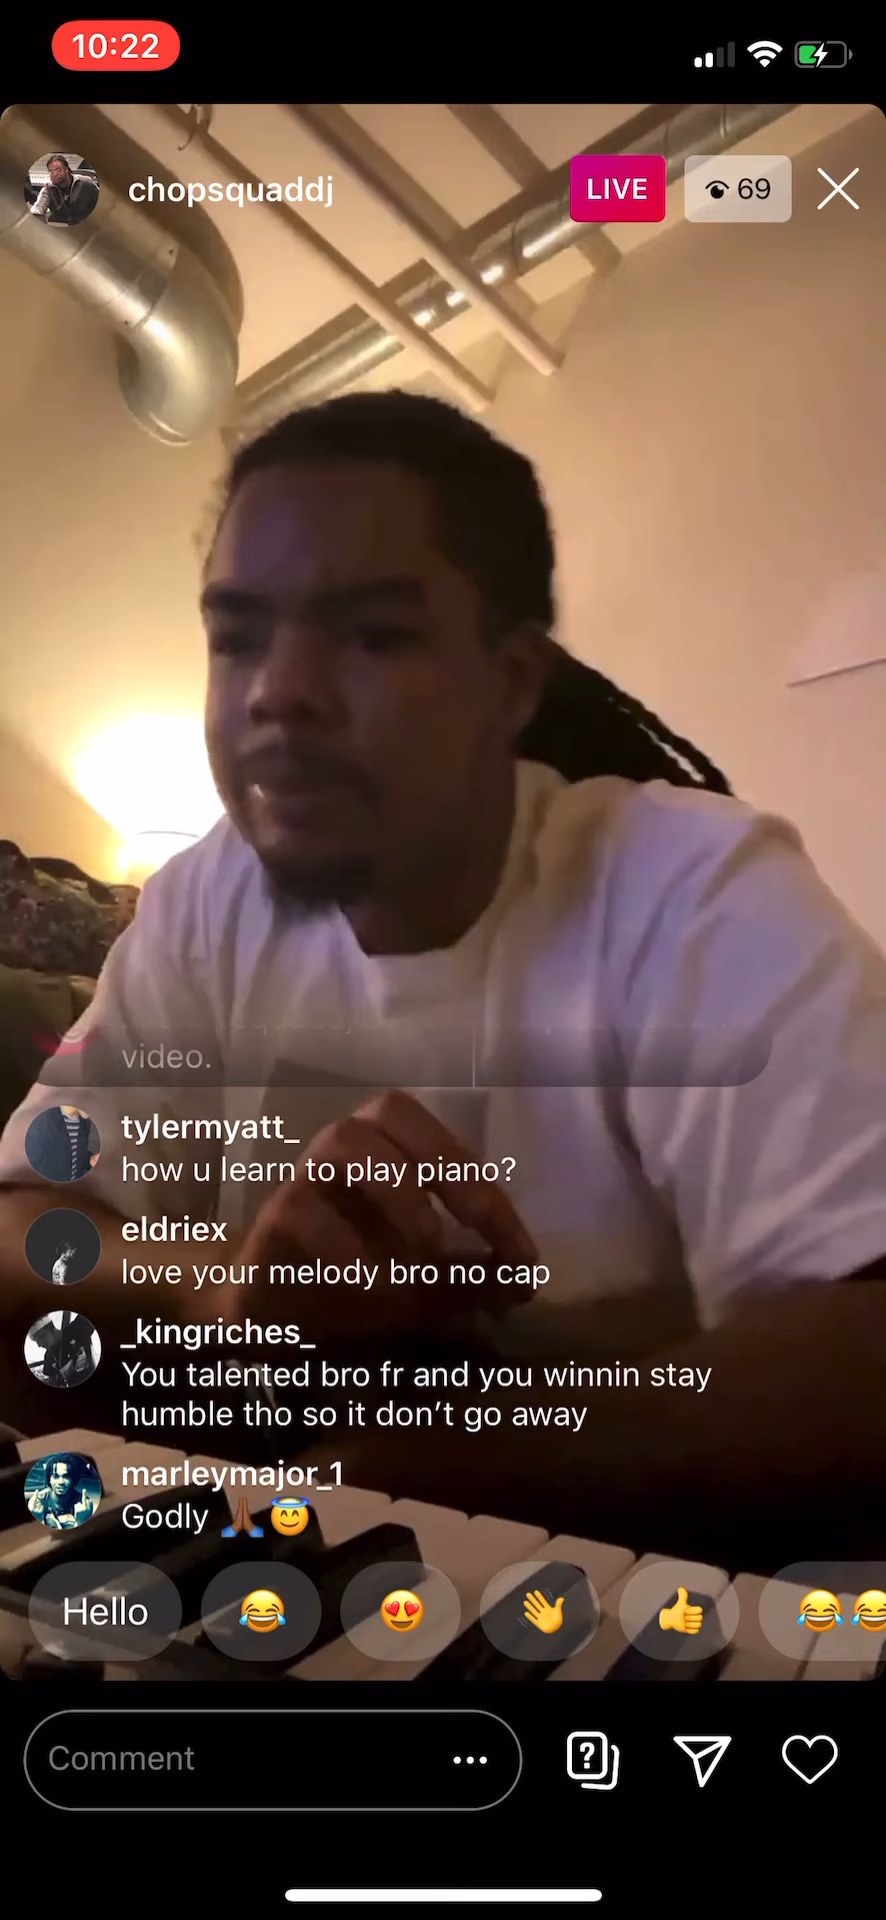 10:22
chopsquaddj
LIVE
69
video.
tylermyatt_
how u learn to play piano?
eldriex
love your melody bro no cap
_kingriches_
You talented bro fr and you winnin stay
humble tho so it don’t go away
marleymajor_1
Godly 🙏🏾😇
Hello
Comment